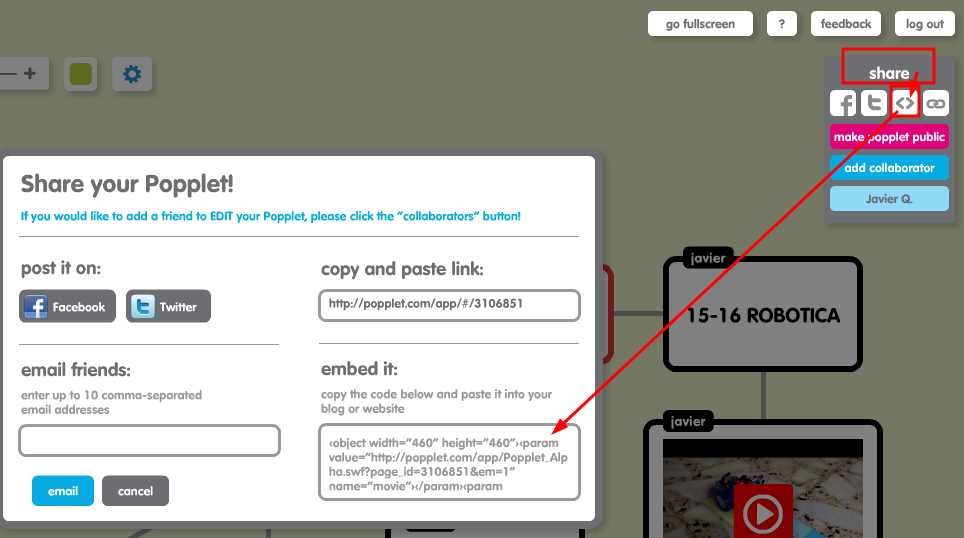 go fullscreen
?
feedback
log out
share
make popplet public
add collaborator
Javier Q.
Share your Popplet!
If you would like to add a friend to EDIT your Popplet, please click the "collaborators" button!
post it on:
Facebook
Twitter
copy and paste link:
http://popplet.com/app/#/3106851
email friends:
enter up to 10 comma-separated
email addresses
email
cancel
embed it:
copy the code below and paste it into your
blog or website
<object width="460" height="460"><param
value="http://popplet.com/app/Popplet_Alp
ha.swf?page_id=3106851&em=1"
name="movie"></param><param
javier
15-16 ROBOTICA
javier